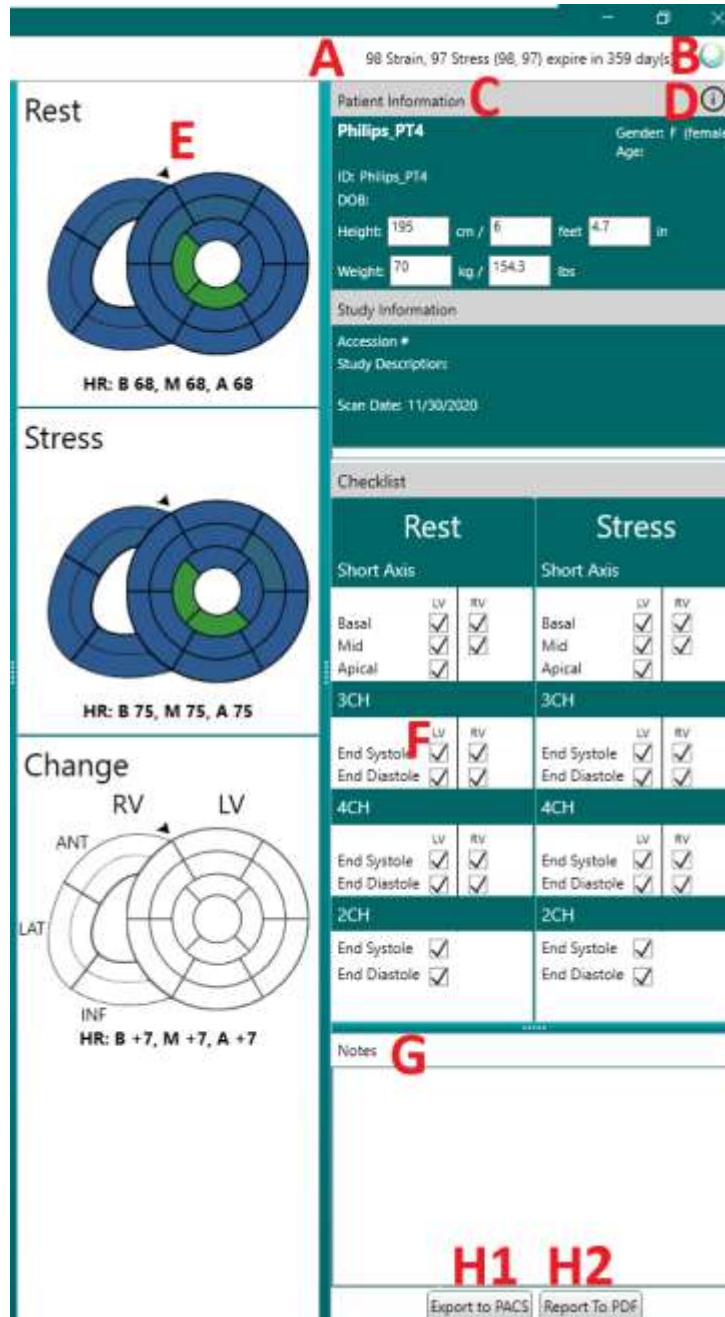 A 98 Strain, 97 Stress (98, 97) expire in 359 day(s) B
Rest
E
HR: B 68, M 68, A 68
Stress
HR: B 75, M 75, A 75
Change
RV LV
ANT
LAT
INF
HR: B +7, M +7, A +7
Patient Information C D
Philips_PT4 Gender: F (female
Age:
ID: Philips_PT4
DOB:
Height: 195 cm / 6 feet 4.7 in
Weight: 70 kg / 154.3 lbs
Study Information
Accession #
Study Description:
Scan Date: 11/30/2020
Checklist
Rest Stress
Short Axis Short Axis
LV RV LV RV
Basal Basal
Mid Mid
Apical Apical
3CH 3CH
F LV RV LV RV
End Systole End Systole
End Diastole End Diastole
4CH 4CH
LV RV LV RV
End Systole End Systole
End Diastole End Diastole
2CH 2CH
End Systole End Systole
End Diastole End Diastole
Notes G
H1 H2
Export to PACS Report To PDF